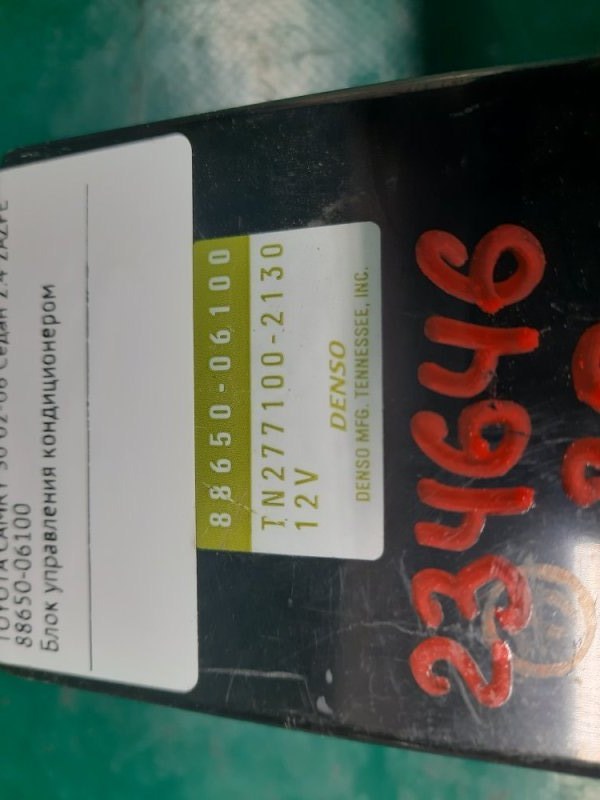 TOYOTA CAMRY 30 02-06 Седан 2.4 2AZFE
88650-06100
Блок управления кондиционером
88650-06100
TN277100-2130
12V
DENSO
DENSO MFG. TENNESSEE, INC.
234646